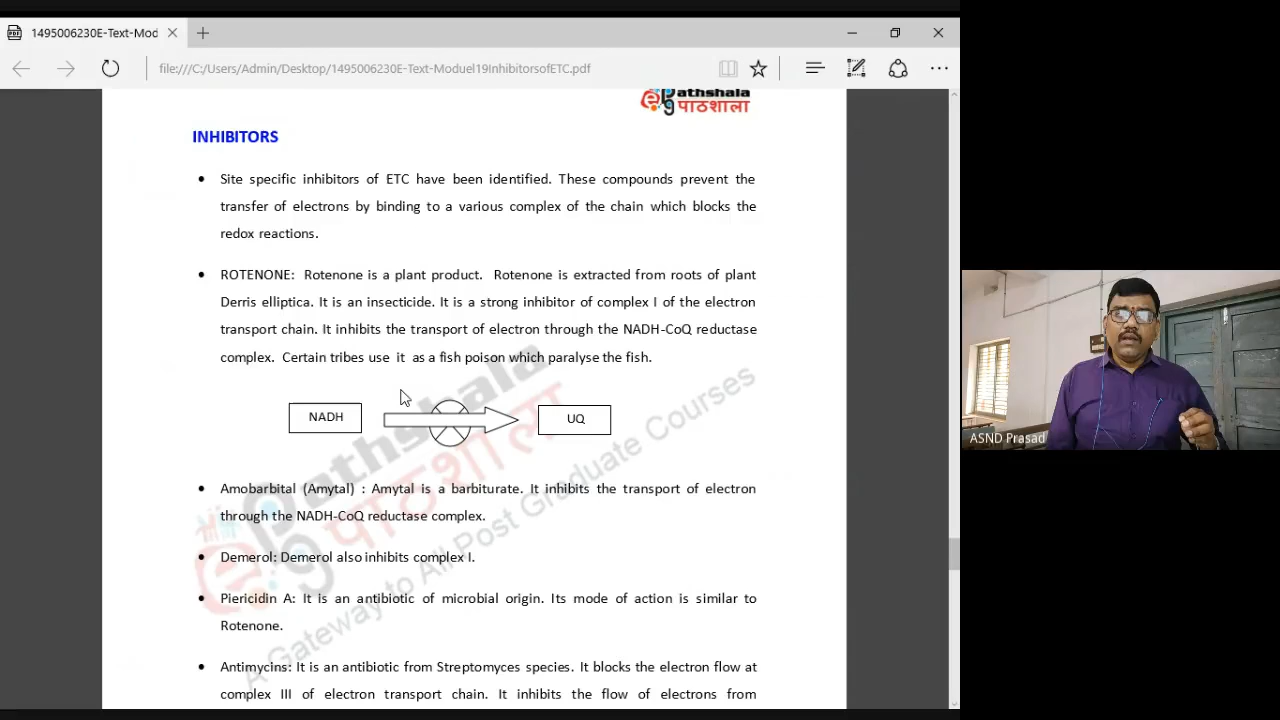 1495006230E-Text-Mod
file:///C:/Users/Admin/Desktop/1495006230E-Text-Moduel19InhibitorsofETC.pdf
Pathshala
पाठशाला
INHIBITORS
• Site specific inhibitors of ETC have been identified. These compounds prevent the
transfer of electrons by binding to a various complex of the chain which blocks the
redox reactions.
• ROTENONE: Rotenone is a plant product. Rotenone is extracted from roots of plant
Derris elliptica. It is an insecticide. It is a strong inhibitor of complex I of the electron
transport chain. It inhibits the transport of electron through the NADH-CoQ reductase
complex. Certain tribes use it as a fish poison which paralyse the fish.
NADH
UQ
• Amobarbital (Amytal) : Amytal is a barbiturate. It inhibits the transport of electron
through the NADH-CoQ reductase complex.
• Demerol: Demerol also inhibits complex I.
• Piericidin A: It is an antibiotic of microbial origin. Its mode of action is similar to
Rotenone.
• Antimycins: It is an antibiotic from Streptomyces species. It blocks the electron flow at
complex III of electron transport chain. It inhibits the flow of electrons from
Pathshala
पाठशाला
A Gateway to All Post Graduate Courses
ASND Prasad